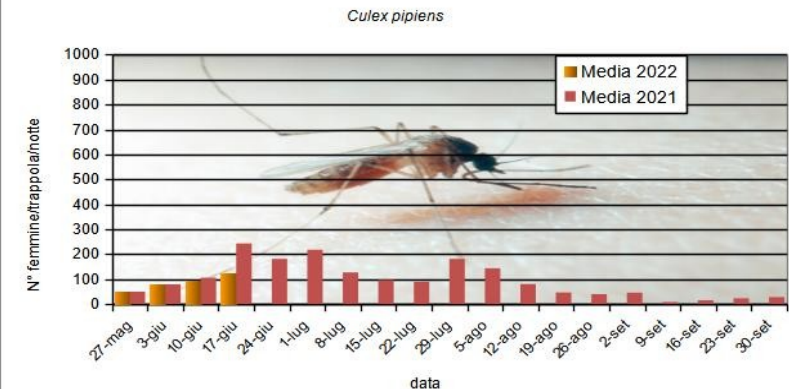 Culex pipiens
N° femmine/trappola/notte
1000
900
800
700
600
500
400
300
200
100
0
Media 2022
Media 2021
27-mag
3-giu
10-giu
17-giu
24-giu
1-lug
8-lug
15-lug
22-lug
29-lug
5-ago
12-ago
19-ago
26-ago
2-set
9-set
16-set
23-set
30-set
data